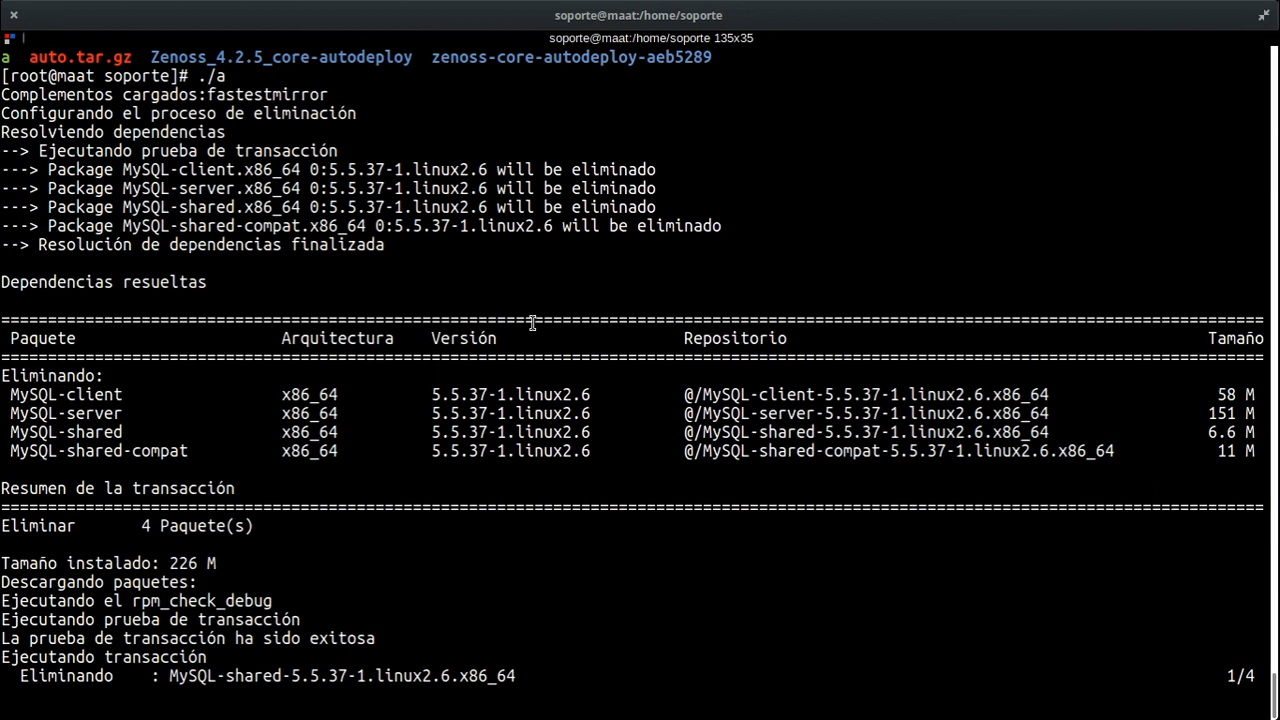 soporte@maat:/home/soporte
soporte@maat:/home/soporte 135x35
a auto.tar.gz Zenoss_4.2.5_core-autodeploy zenoss-core-autodeploy-aeb5289
[root@maat soporte]# ./a
Complementos cargados:fastestmirror
Configurando el proceso de eliminación
Resolviendo dependencias
--> Ejecutando prueba de transacción
---> Package MySQL-client.x86_64 0:5.5.37-1.linux2.6 will be eliminado
---> Package MySQL-server.x86_64 0:5.5.37-1.linux2.6 will be eliminado
---> Package MySQL-shared.x86_64 0:5.5.37-1.linux2.6 will be eliminado
---> Package MySQL-shared-compat.x86_64 0:5.5.37-1.linux2.6 will be eliminado
--> Resolución de dependencias finalizada
Dependencias resueltas
=======================================================================================================================================
Paquete Arquitectura Versión Repositorio Tamaño
=======================================================================================================================================
Eliminando:
MySQL-client x86_64 5.5.37-1.linux2.6 @/MySQL-client-5.5.37-1.linux2.6.x86_64 58 M
MySQL-server x86_64 5.5.37-1.linux2.6 @/MySQL-server-5.5.37-1.linux2.6.x86_64 151 M
MySQL-shared x86_64 5.5.37-1.linux2.6 @/MySQL-shared-5.5.37-1.linux2.6.x86_64 6.6 M
MySQL-shared-compat x86_64 5.5.37-1.linux2.6 @/MySQL-shared-compat-5.5.37-1.linux2.6.x86_64 11 M
Resumen de la transacción
=======================================================================================================================================
Eliminar 4 Paquete(s)
Tamaño instalado: 226 M
Descargando paquetes:
Ejecutando el rpm_check_debug
Ejecutando prueba de transacción
La prueba de transacción ha sido exitosa
Ejecutando transacción
Eliminando : MySQL-shared-5.5.37-1.linux2.6.x86_64 1/4